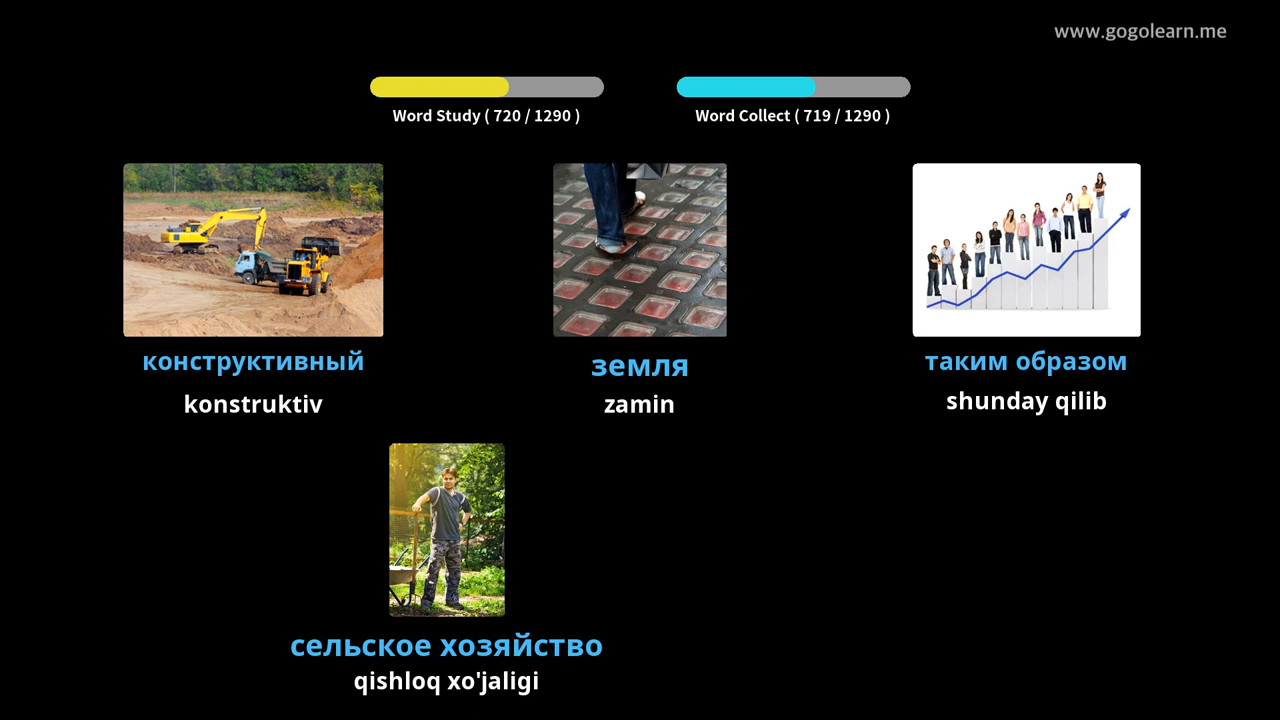 www.gogolearn.me
Word Study ( 720 / 1290 )
Word Collect ( 719 / 1290 )
конструктивный
konstruktiv
земля
zamin
таким образом
shunday qilib
сельское хозяйство
qishloq xo'jaligi